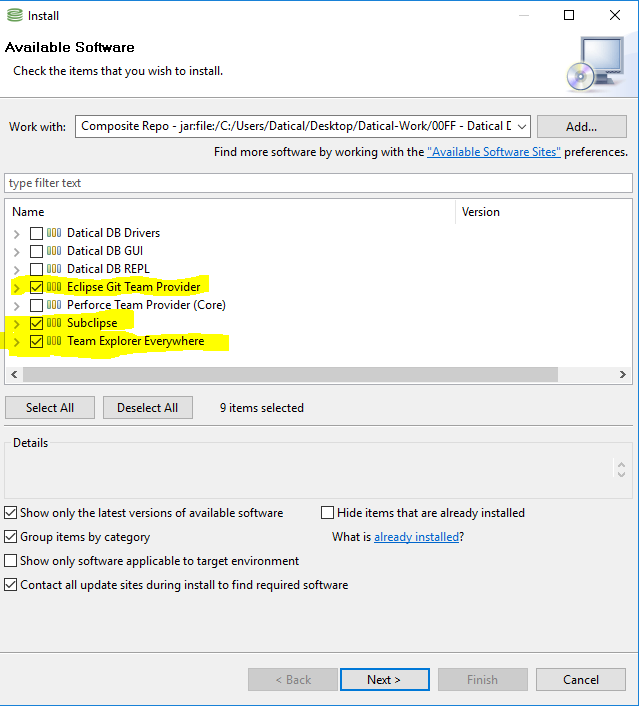 Install
Available Software
Check the items that you wish to install.
Work with: Composite Repo - jar:file:/C:/Users/Datical/Desktop/Datical-Work/00FF - Datical D Add...
Find more software by working with the "Available Software Sites" preferences.
type filter text
Name Version
Datical DB Drivers
Datical DB GUI
Datical DB REPL
Eclipse Git Team Provider
Perforce Team Provider (Core)
Subclipse
Team Explorer Everywhere
Select All Deselect All 9 items selected
Details
Show only the latest versions of available software Hide items that are already installed
Group items by category What is already installed?
Show only software applicable to target environment
Contact all update sites during install to find required software
< Back Next > Finish Cancel